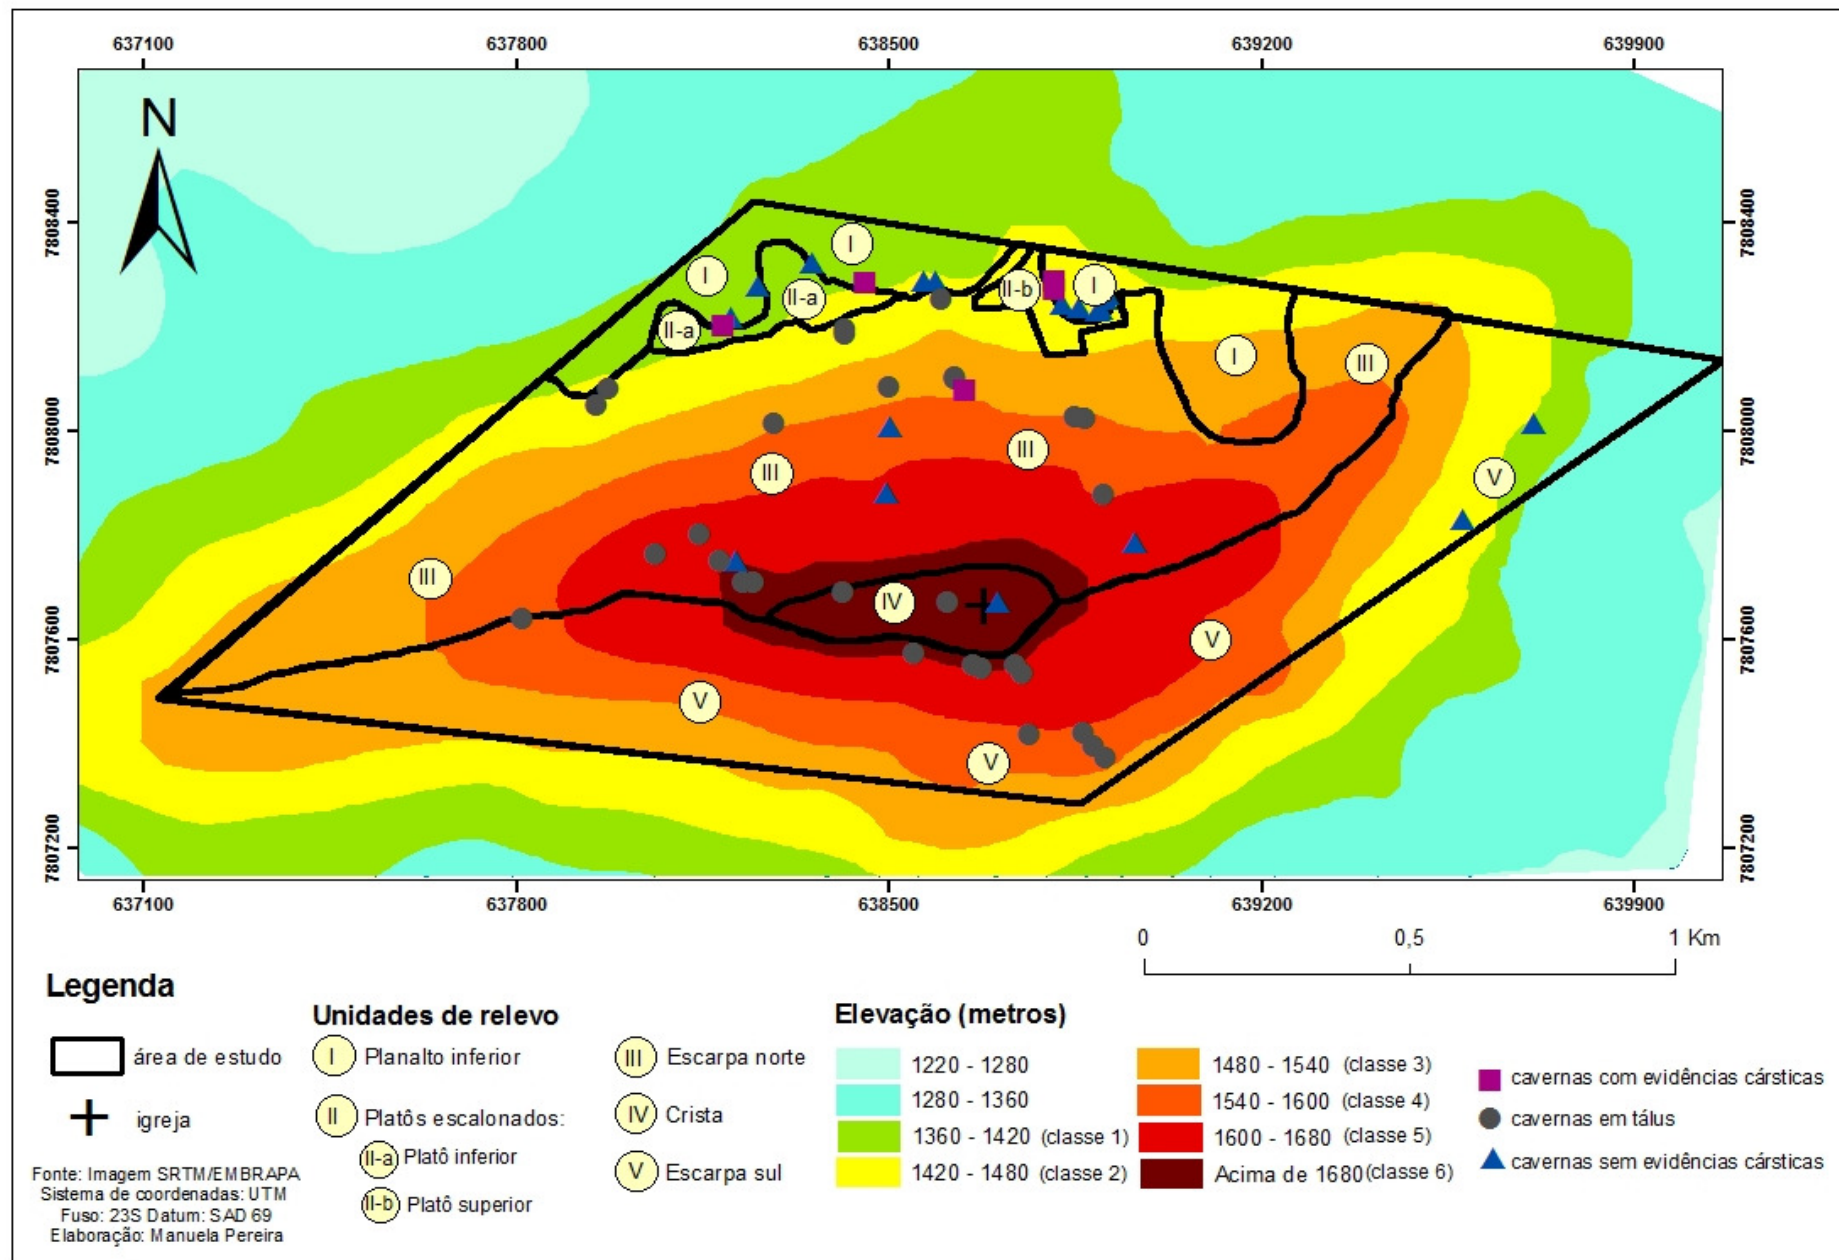 637100 637800 638500 639200 639900
N
7808400 7808400
I
I
I
II-a
II-b
II-a
I
III
7808000 7808000
III
III
V
III
IV
7807600 7807600
V
V
V
7807200 7807200
637100 637800 638500 639200 639900
0 0,5 1 Km
Legenda
área de estudo
igreja
Fonte: Imagem SRTM/EMBRAPA
Sistema de coordenadas: UTM
Fuso: 23S Datum: SAD 69
Elaboração: Manuela Pereira
Unidades de relevo
I Planalto inferior
II Platôs escalonados:
II-a Platô inferior
II-b Platô superior
III Escarpa norte
IV Crista
V Escarpa sul
Elevação (metros)
1220 - 1280
1280 - 1360
1360 - 1420 (classe 1)
1420 - 1480 (classe 2)
1480 - 1540 (classe 3)
1540 - 1600 (classe 4)
1600 - 1680 (classe 5)
Acima de 1680(classe 6)
cavernas com evidências cársticas
cavernas em tálus
cavernas sem evidências cársticas